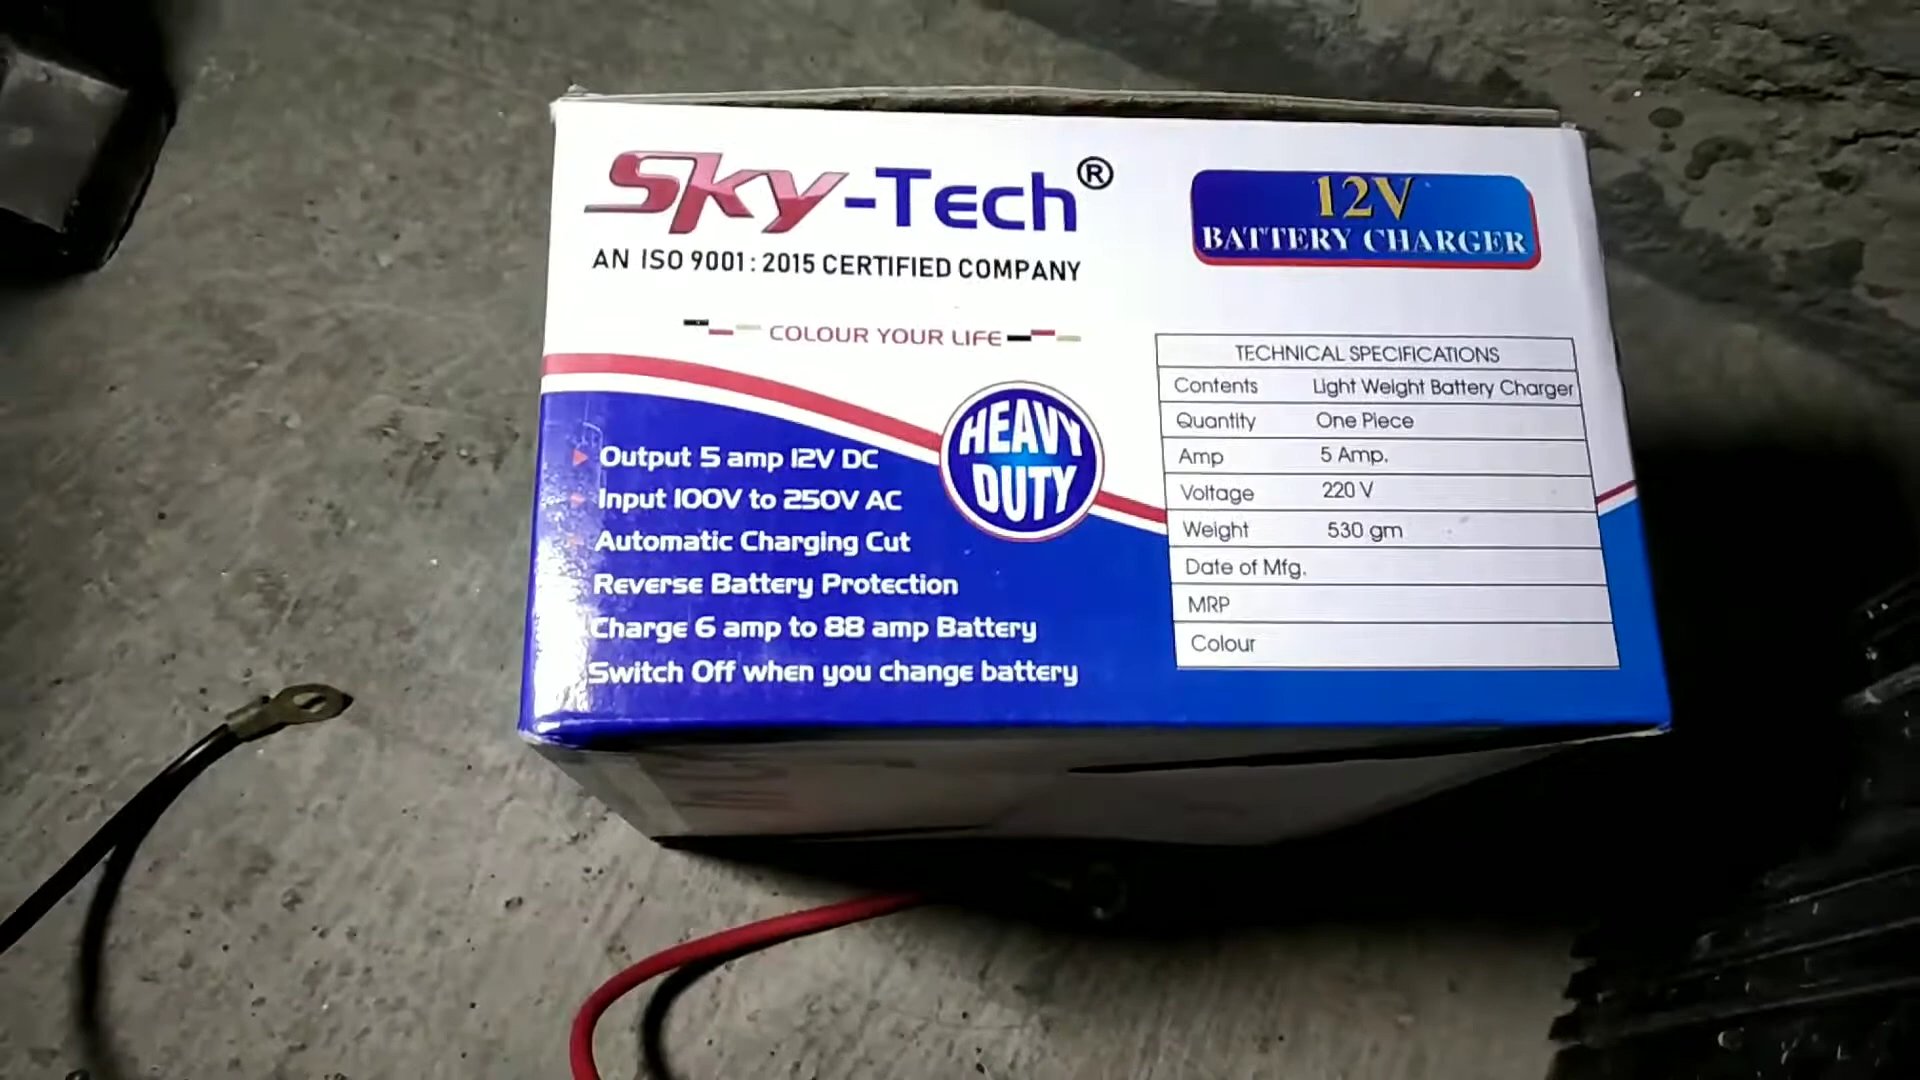 Sky-Tech®
AN ISO 9001 : 2015 CERTIFIED COMPANY
COLOUR YOUR LIFE
12V
BATTERY CHARGER
HEAVY
DUTY
Output 5 amp 12V DC
Input 100V to 250V AC
Automatic Charging Cut
Reverse Battery Protection
Charge 6 amp to 88 amp Battery
Switch Off when you change battery
TECHNICAL SPECIFICATIONS
Contents Light Weight Battery Charger
Quantity One Piece
Amp 5 Amp.
Voltage 220 V
Weight 530 gm
Date of Mfg.
MRP
Colour